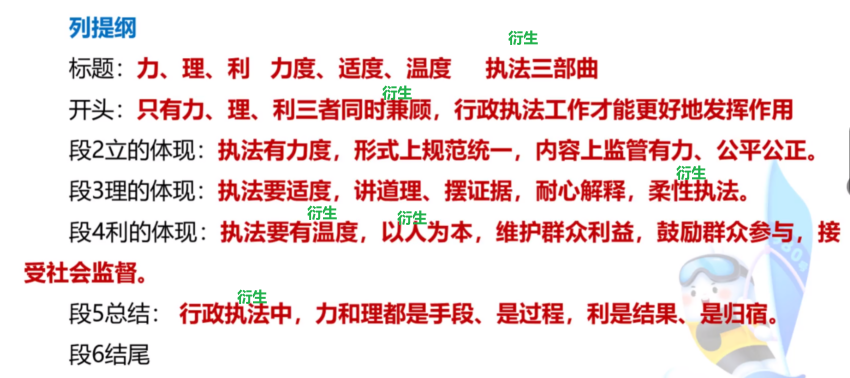 列提纲
衍生
标题：力、理、利 力度、适度、温度 执法三部曲
衍生
开头：只有力、理、利三者同时兼顾，行政执法工作才能更好地发挥作用
段2立的体现：执法有力度，形式上规范统一，内容上监管有力、公平公正。
衍生
段3理的体现：执法要适度，讲道理、摆证据，耐心解释，柔性执法。
衍生 衍生
段4利的体现：执法要有温度，以人为本，维护群众利益，鼓励群众参与，接
受社会监督。
衍生
段5总结： 行政执法中，力和理都是手段、是过程，利是结果、是归宿。
段6结尾